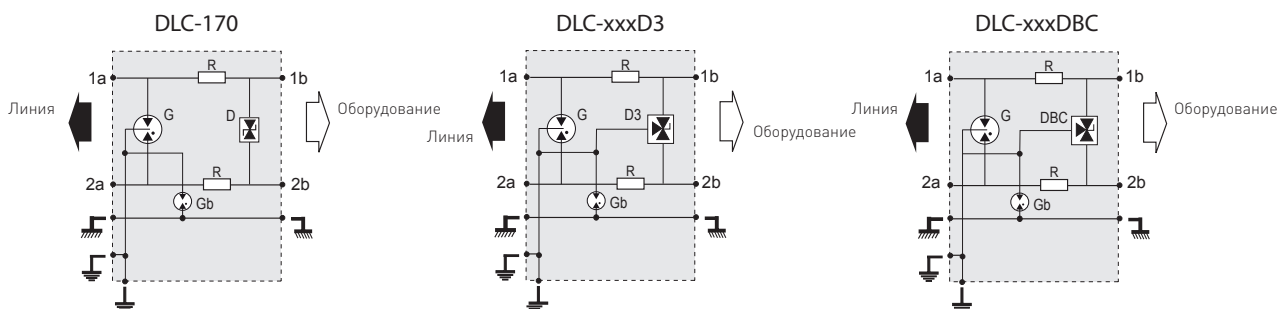 DLC-170
1a
R
1b
Линия
G
D
Оборудование
2a
R
2b
Gb
DLC-xxxD3
1a
R
1b
Линия
G
D3
Оборудование
2a
R
2b
Gb
DLC-xxxDBC
1a
R
1b
Линия
G
DBC
Оборудование
2a
R
2b
Gb